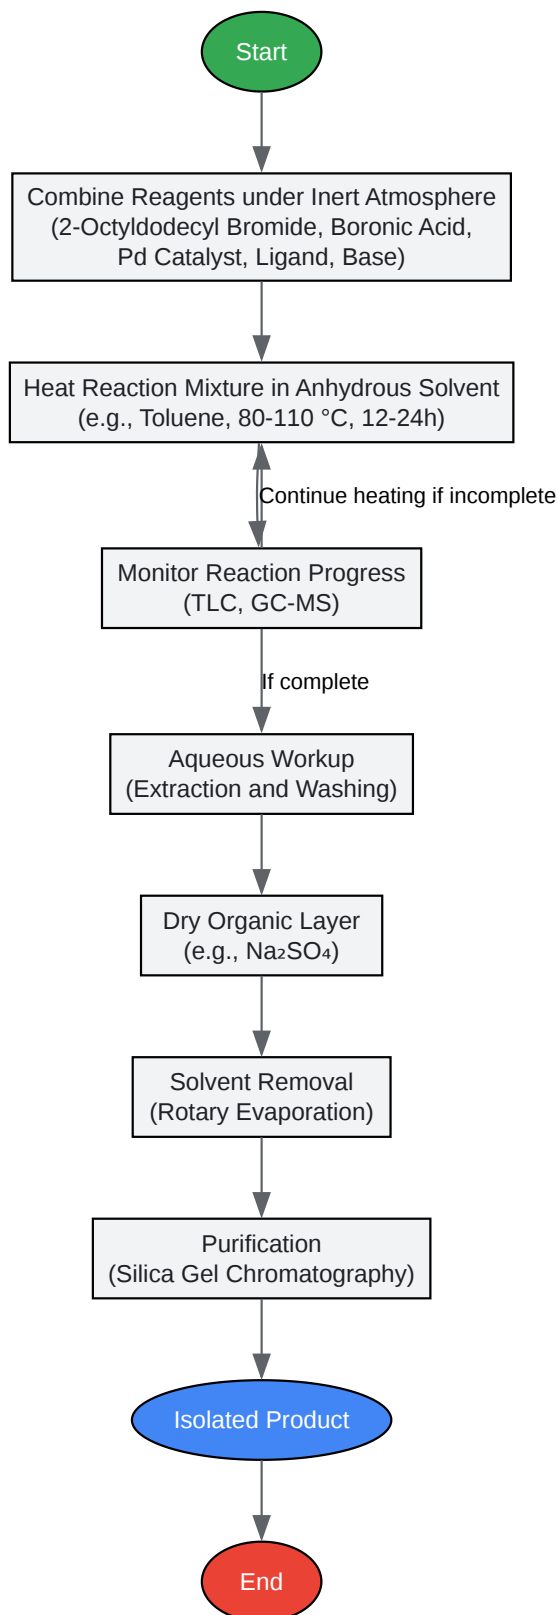 Start
Combine Reagents under Inert Atmosphere
(2-Octyldodecyl Bromide, Boronic Acid,
Pd Catalyst, Ligand, Base)
Heat Reaction Mixture in Anhydrous Solvent
(e.g., Toluene, 80-110 °C, 12-24h)
Continue heating if incomplete
Monitor Reaction Progress
(TLC, GC-MS)
If complete
Aqueous Workup
(Extraction and Washing)
Dry Organic Layer
(e.g., Na₂SO₄)
Solvent Removal
(Rotary Evaporation)
Purification
(Silica Gel Chromatography)
Isolated Product
End